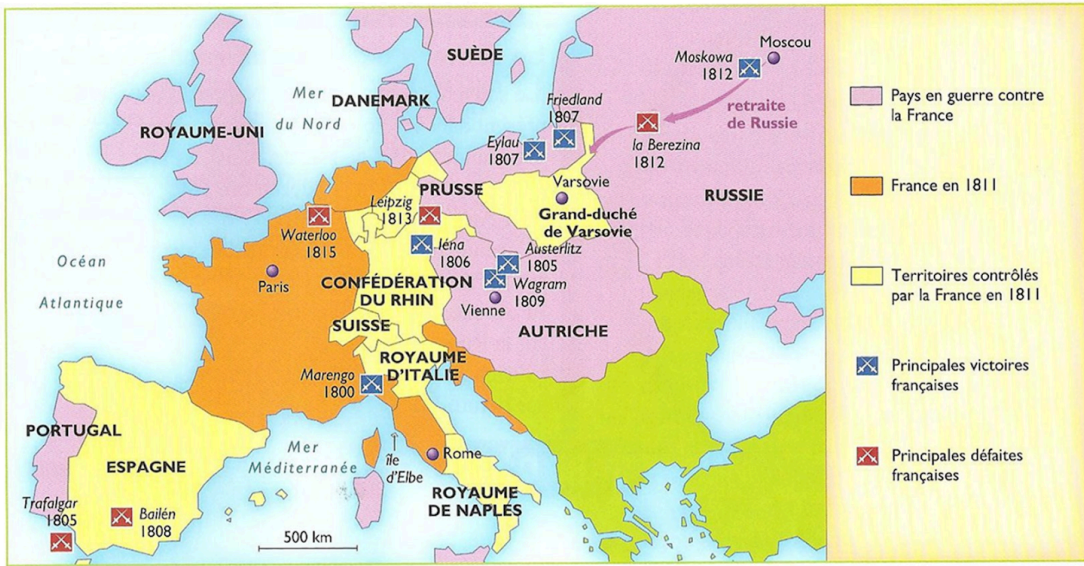 SUÈDE
Moscou
Moskowa
1812
Mer
du Nord
DANEMARK
Friedland
1807
retraite
de Russie
ROYAUME-UNI
Eylau
1807
la Berezina
1812
PRUSSE
Varsovie
RUSSIE
Leipzig
1813
Grand-duché
de Varsovie
Waterloo
1815
Iéna
1806
Austerlitz
1805
Océan
Atlantique
Paris
CONFÉDÉRATION
DU RHIN
Wagram
1809
Vienne
SUISSE
AUTRICHE
ROYAUME
D'ITALIE
Marengo
1800
PORTUGAL
ESPAGNE
Mer
Méditerranée
île
d'Elbe
Rome
ROYAUME
DE NAPLES
Trafalgar
1805
Bailén
1808
500 km
Pays en guerre contre
la France
France en 1811
Territoires contrôlés
par la France en 1811
Principales victoires
françaises
Principales défaites
françaises